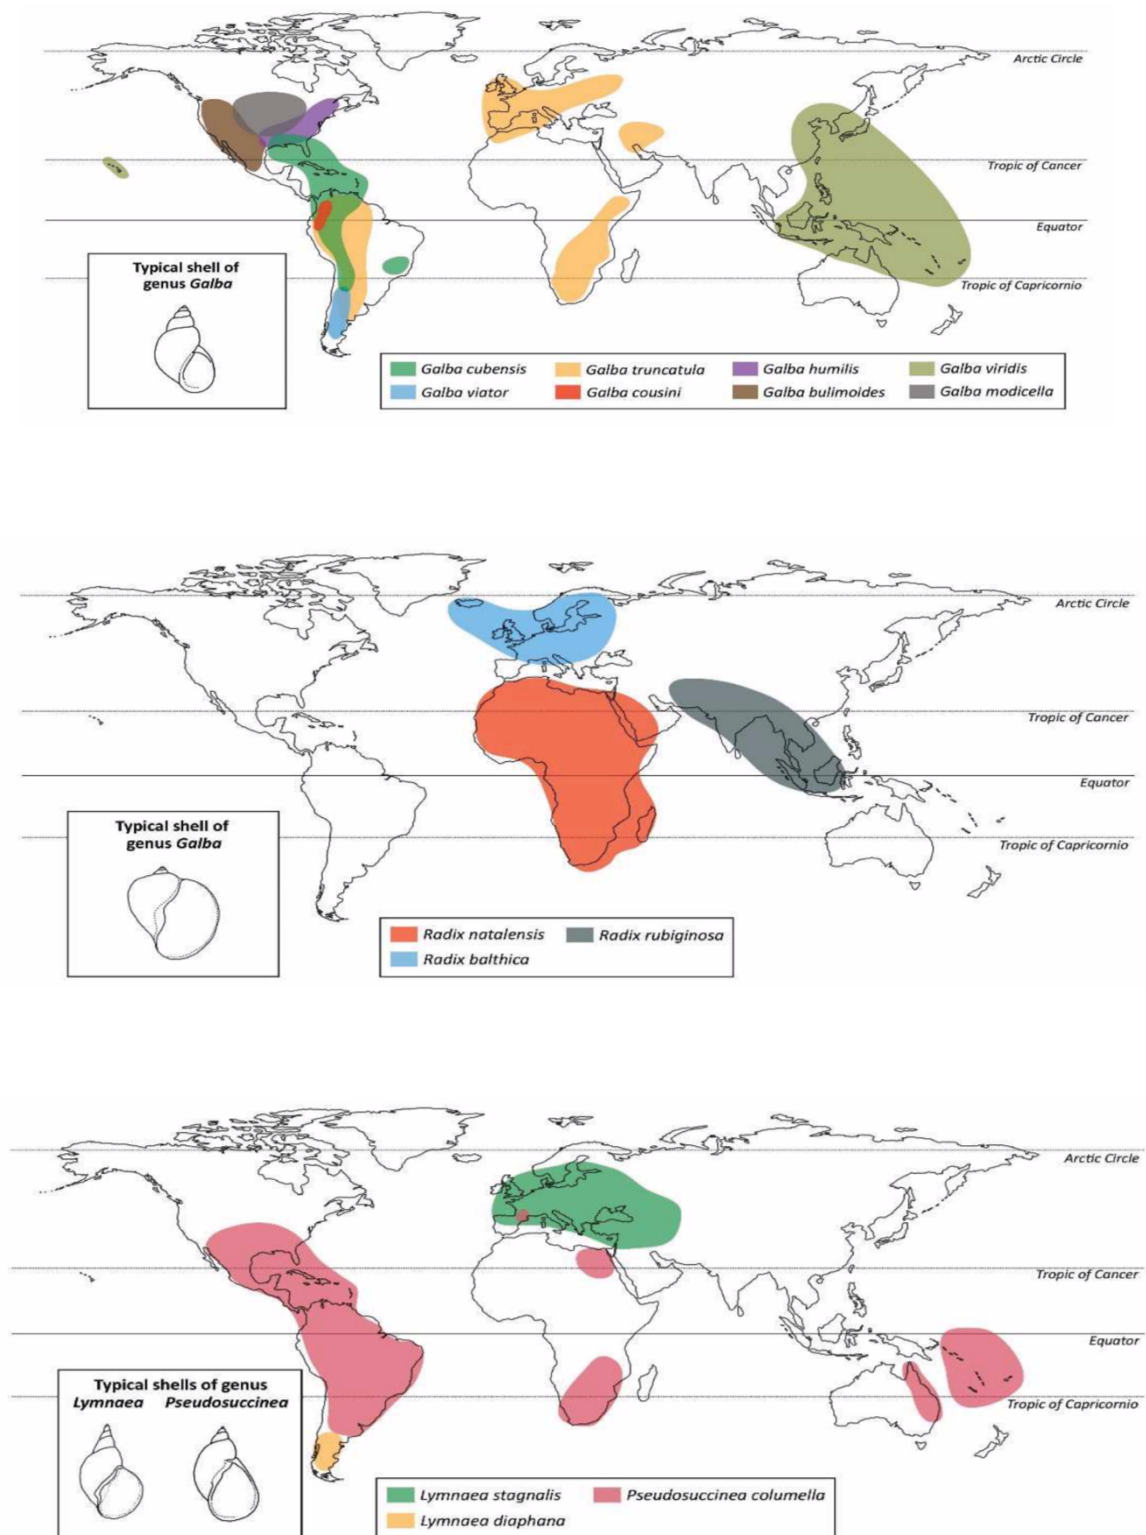 Arctic Circle
Tropic of Cancer
Equator
Tropic of Capricornio
Typical shell of
genus Galba
Galba cubensis
Galba truncatula
Galba humilis
Galba viridis
Galba viator
Galba cousini
Galba bulimoides
Galba modicella
Arctic Circle
Tropic of Cancer
Equator
Tropic of Capricornio
Typical shell of
genus Galba
Radix natalensis
Radix rubiginosa
Radix balthica
Arctic Circle
Tropic of Cancer
Equator
Tropic of Capricornio
Typical shells of genus
Lymnaea Pseudosuccinea
Lymnaea stagnalis
Pseudosuccinea columella
Lymnaea diaphana